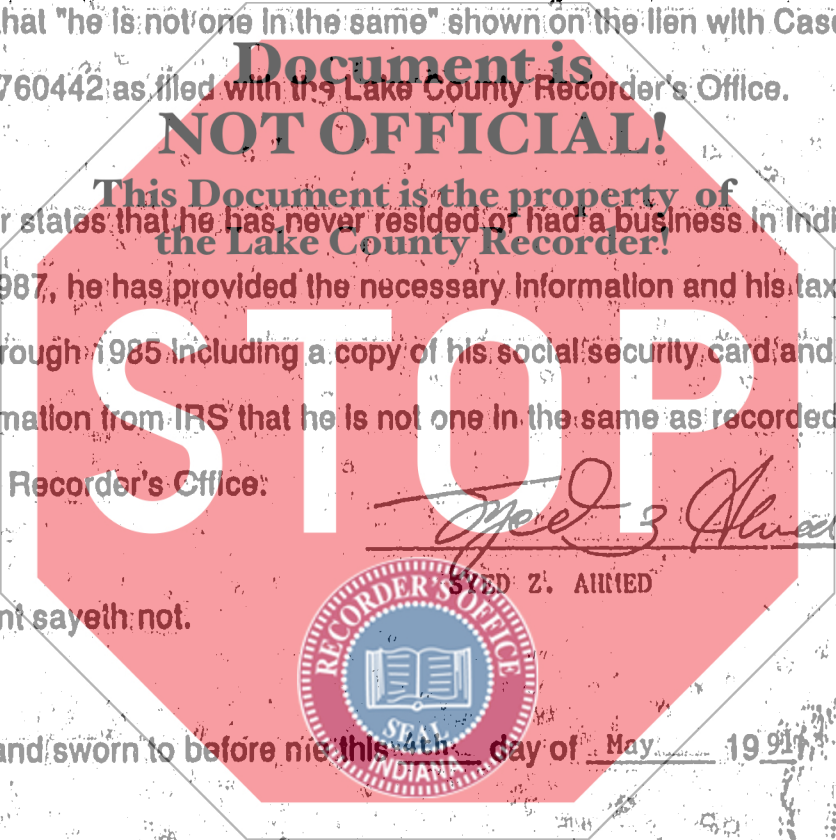 hat "he is not one in the same" shown on the lien with Cas
Document is
760442 as filed with the Lake County Recorder's Office.
NOT OFFICIAL!
This Document is the property of
r states that he has never resided or had a business in Indi
the Lake County Recorder!
987, he has provided the necessary information and his tax
STOP
rough 1985 including a copy of his social security card and
mation from IRS that he is not one in the same as recorded
Recorder's Office.
Syed Z Ahmed
SYED Z. AHMED
RECORDER'S OFFICE
nt sayeth not.
SEAL
and sworn to before me this 4th day of May 1991
INDIANA